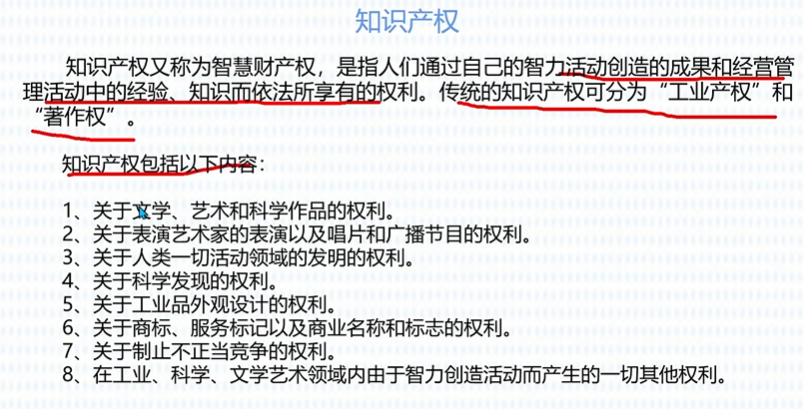 知识产权
知识产权又称为智慧财产权，是指人们通过自己的智力活动创造的成果和经营管
理活动中的经验、知识而依法所享有的权利。传统的知识产权可分为“工业产权”和
“著作权”。
知识产权包括以下内容：
1、关于文学、艺术和科学作品的权利。
2、关于表演艺术家的表演以及唱片和广播节目的权利。
3、关于人类一切活动领域的发明的权利。
4、关于科学发现的权利。
5、关于工业品外观设计的权利。
6、关于商标、服务标记以及商业名称和标志的权利。
7、关于制止不正当竞争的权利。
8、在工业、科学、文学艺术领域内由于智力创造活动而产生的一切其他权利。